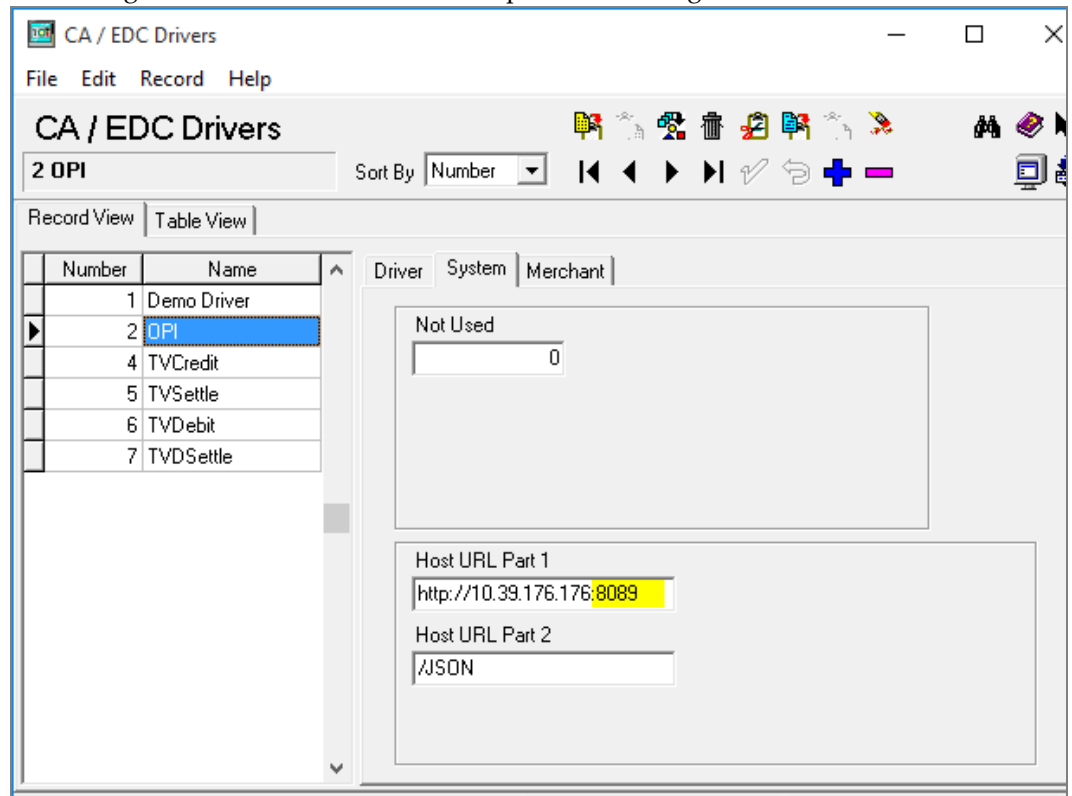 CA / EDC Drivers
File Edit Record Help
CA / EDC Drivers
2 OPI
Sort By Number
Record View Table View
Number Name
1 Demo Driver
2 OPI
4 TVCredit
5 TVSettle
6 TVDebit
7 TVDSettle
Driver System Merchant
Not Used
0
Host URL Part 1
http://10.39.176.176:8089
Host URL Part 2
/JSON